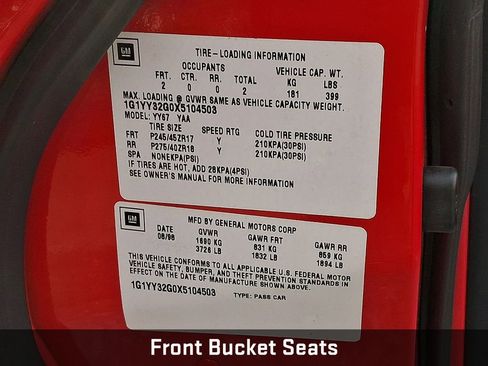 GM
TIRE-LOADING INFORMATION
OCCUPANTS VEHICLE CAP. WT.
FRT. CTR. RR. TOTAL KG LBS
2 0 0 2 181 399
MAX. LOADING @ GVWR SAME AS VEHICLE CAPACITY WEIGHT.
1G1YY32G0X5104503
MODEL: YY67 YAA
TIRE SIZE SPEED RTG COLD TIRE PRESSURE
FRT P245/45ZR17 Y 210KPA(30PSI)
RR P275/40ZR18 Y 210KPA(30PSI)
SPA NONEKPA(PSI)
IF TIRES ARE HOT, ADD 28KPA(4PSI)
SEE OWNER'S MANUAL FOR MORE INFORMATION
GM
MFD BY GENERAL MOTORS CORP
DATE GVWR GAWR FRT GAWR RR
08/98 1690 KG 831 KG 859 KG
3726 LB 1832 LB 1894 LB
THIS VEHICLE CONFORMS TO ALL APPLICABLE U.S. FEDERAL MOTOR
VEHICLE SAFETY, BUMPER, AND THEFT PREVENTION STANDARDS IN
EFFECT ON THE DATE OF MANUFACTURE SHOWN ABOVE.
1G1YY32G0X5104503
TYPE: PASS CAR
Front Bucket Seats